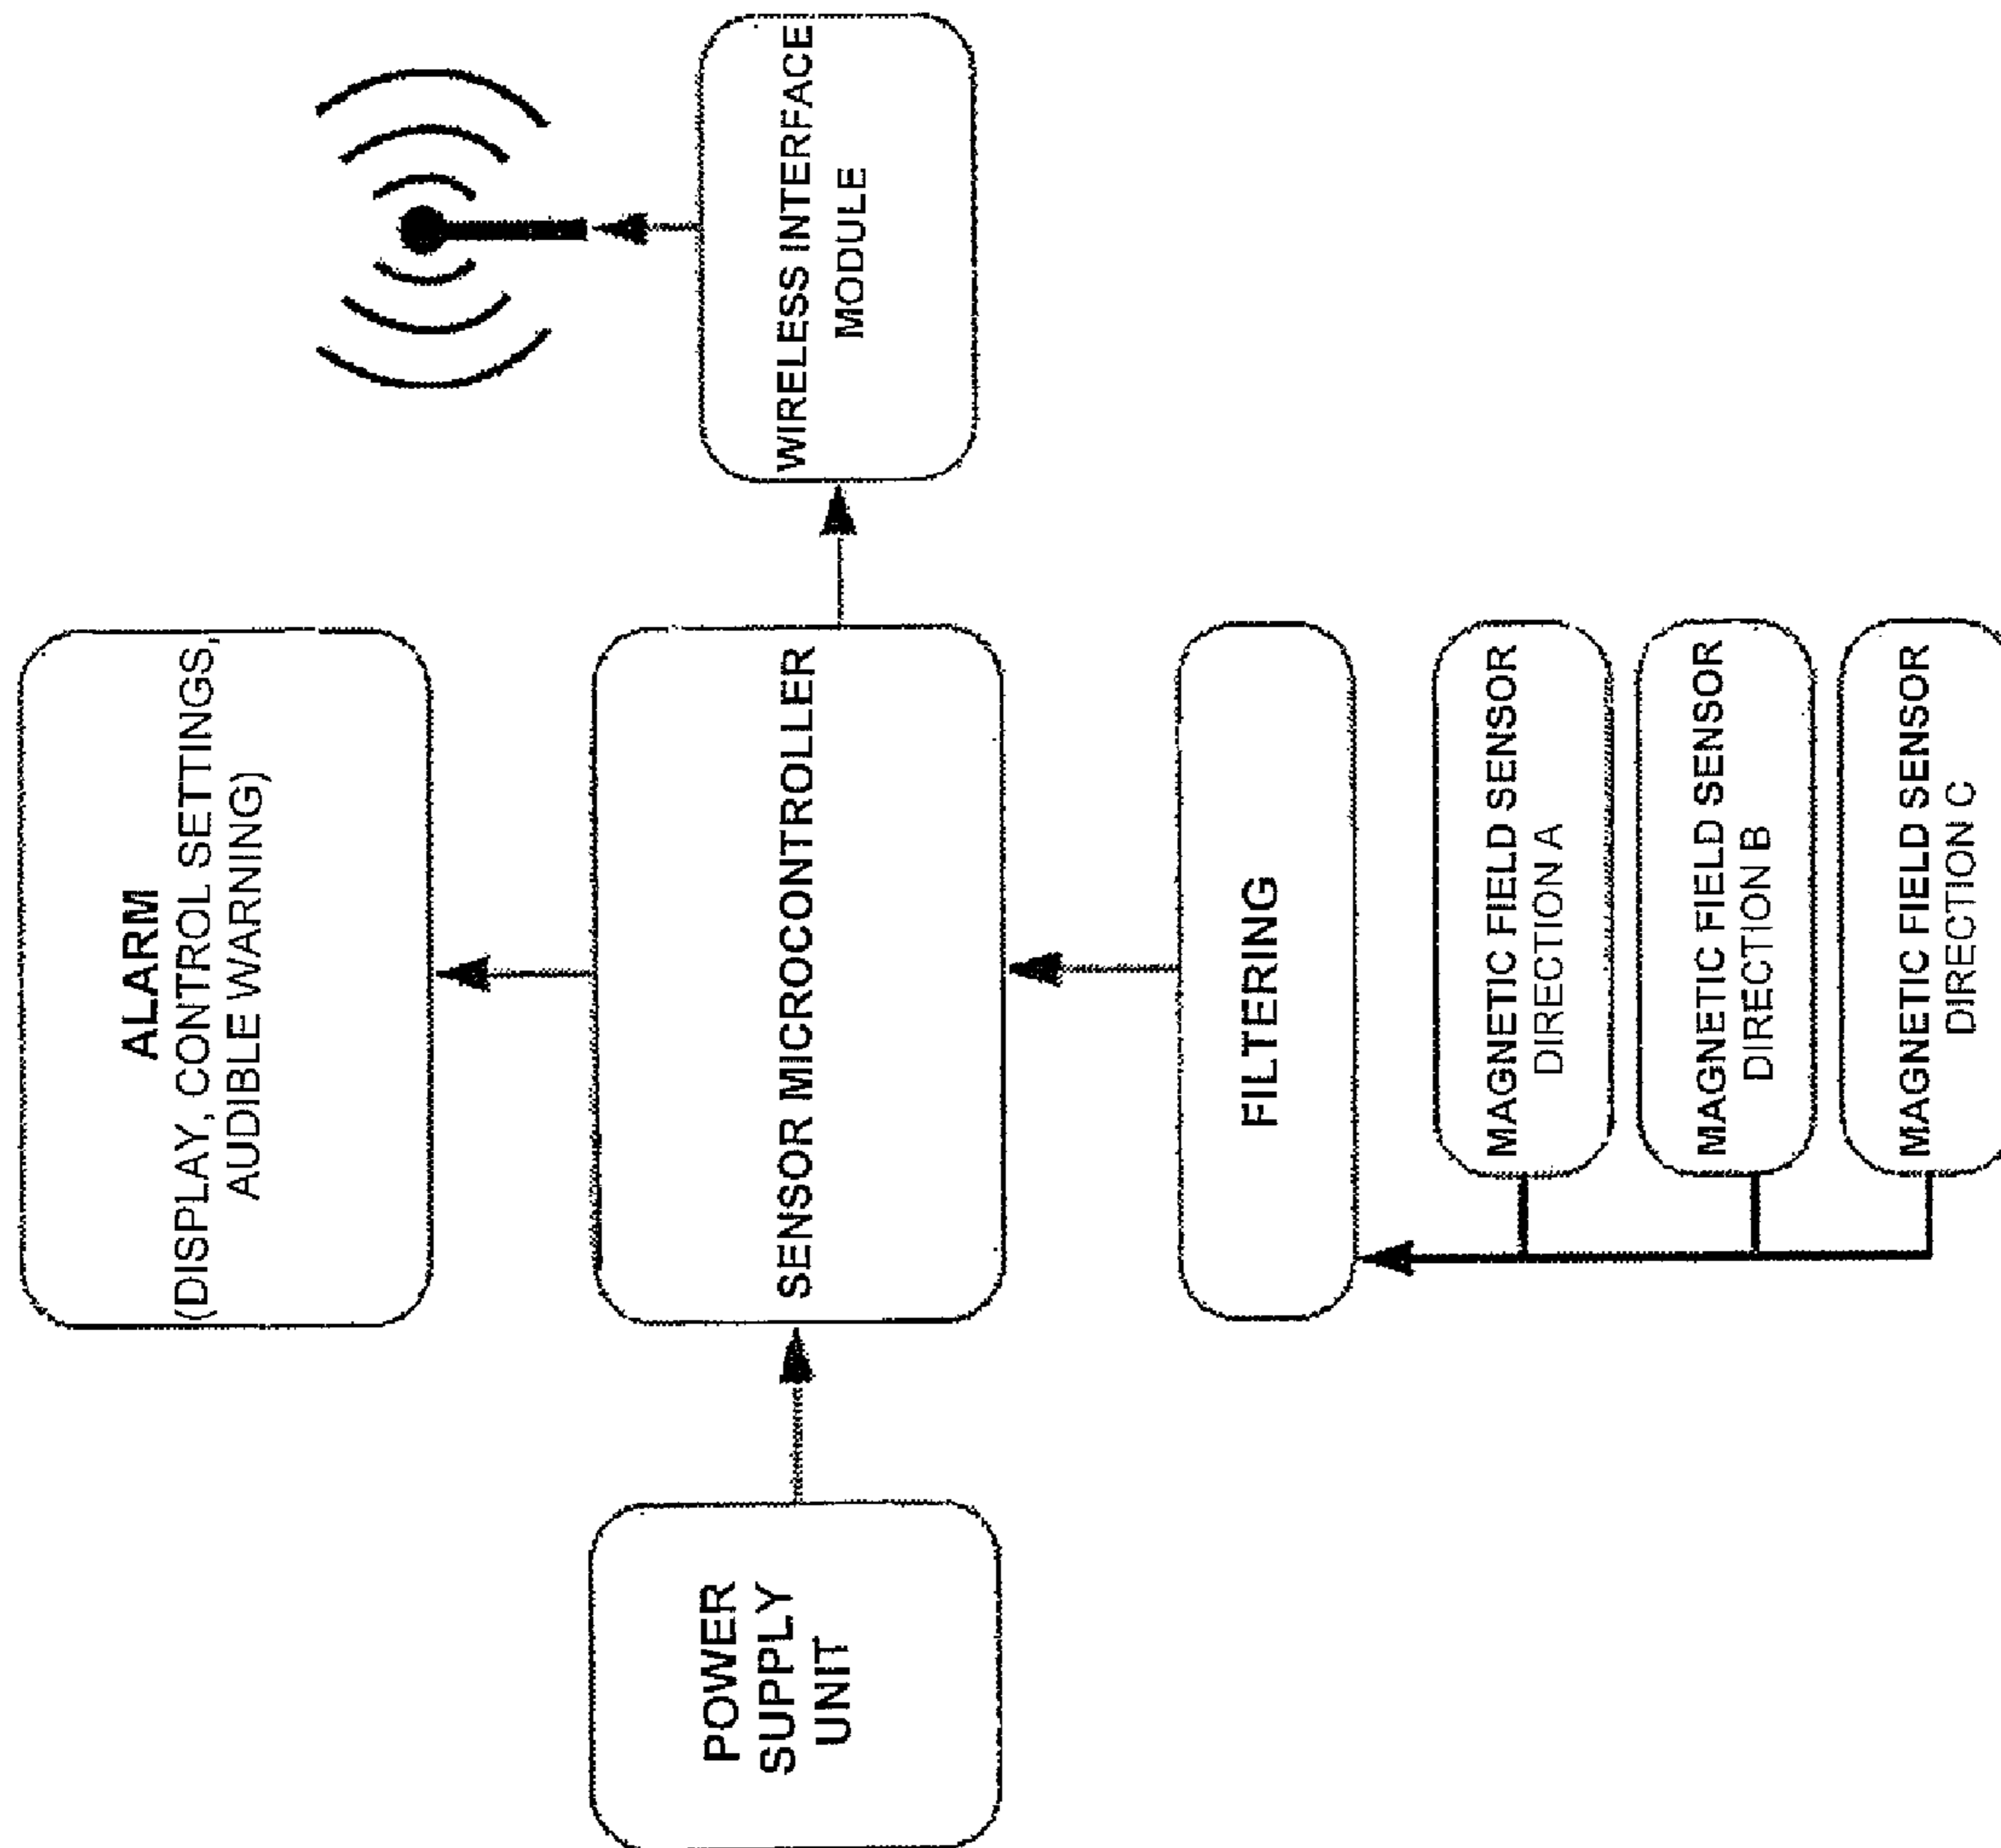 ALARM
(DISPLAY, CONTROL SETTINGS,
AUDIBLE WARNING)
POWER
SUPPLY
UNIT
SENSOR MICROCONTROLLER
WIRELESS INTERFACE
MODULE
FILTERING
MAGNETIC FIELD SENSOR
DIRECTION A
MAGNETIC FIELD SENSOR
DIRECTION B
MAGNETIC FIELD SENSOR
DIRECTION C